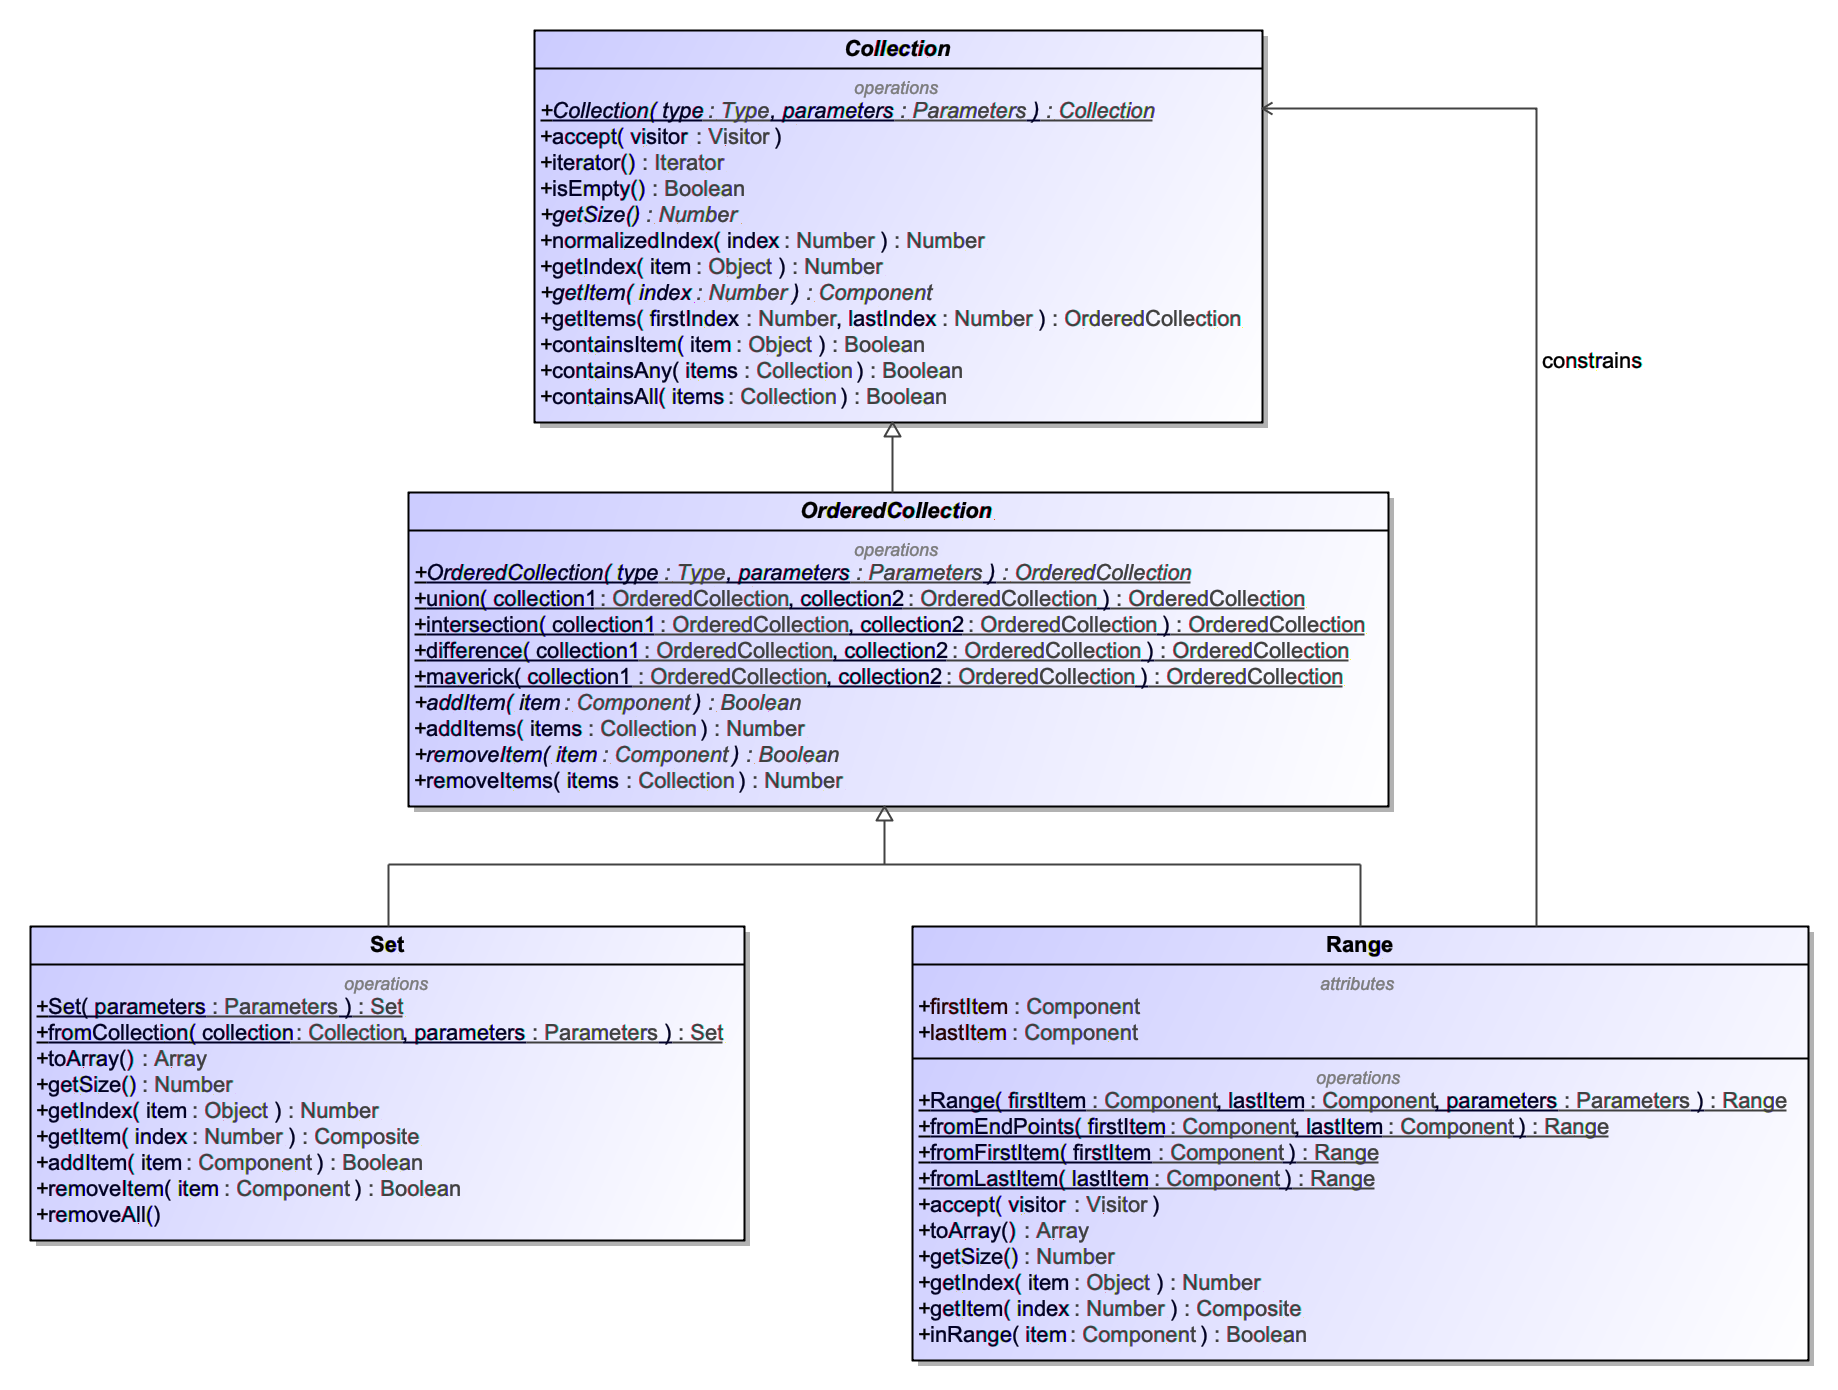 Collection
operations
+Collection( type : Type, parameters : Parameters ) : Collection
+accept( visitor : Visitor )
+iterator() : Iterator
+isEmpty() : Boolean
+getSize() : Number
+normalizedIndex( index : Number ) : Number
+getIndex( item : Object ) : Number
+getItem( index : Number ) : Component
+getItems( firstIndex : Number, lastIndex : Number ) : OrderedCollection
+containsItem( item : Object ) : Boolean
+containsAny( items : Collection ) : Boolean
+containsAll( items : Collection ) : Boolean
constrains
OrderedCollection
operations
+OrderedCollection( type : Type, parameters : Parameters ) : OrderedCollection
+union( collection1 : OrderedCollection, collection2 : OrderedCollection ) : OrderedCollection
+intersection( collection1 : OrderedCollection, collection2 : OrderedCollection ) : OrderedCollection
+difference( collection1 : OrderedCollection, collection2 : OrderedCollection ) : OrderedCollection
+maverick( collection1 : OrderedCollection, collection2 : OrderedCollection ) : OrderedCollection
+addItem( item : Component ) : Boolean
+addItems( items : Collection ) : Number
+removeItem( item : Component ) : Boolean
+removeItems( items : Collection ) : Number
Set
operations
+Set( parameters : Parameters ) : Set
+fromCollection( collection : Collection, parameters : Parameters ) : Set
+toArray() : Array
+getSize() : Number
+getIndex( item : Object ) : Number
+getItem( index : Number ) : Composite
+addItem( item : Component ) : Boolean
+removeItem( item : Component ) : Boolean
+removeAll()
Range
attributes
+firstItem : Component
+lastItem : Component
operations
+Range( firstItem : Component, lastItem : Component, parameters : Parameters ) : Range
+fromEndPoints( firstItem : Component, lastItem : Component ) : Range
+fromFirstItem( firstItem : Component ) : Range
+fromLastItem( lastItem : Component ) : Range
+accept( visitor : Visitor )
+toArray() : Array
+getSize() : Number
+getIndex( item : Object ) : Number
+getItem( index : Number ) : Composite
+inRange( item : Component ) : Boolean